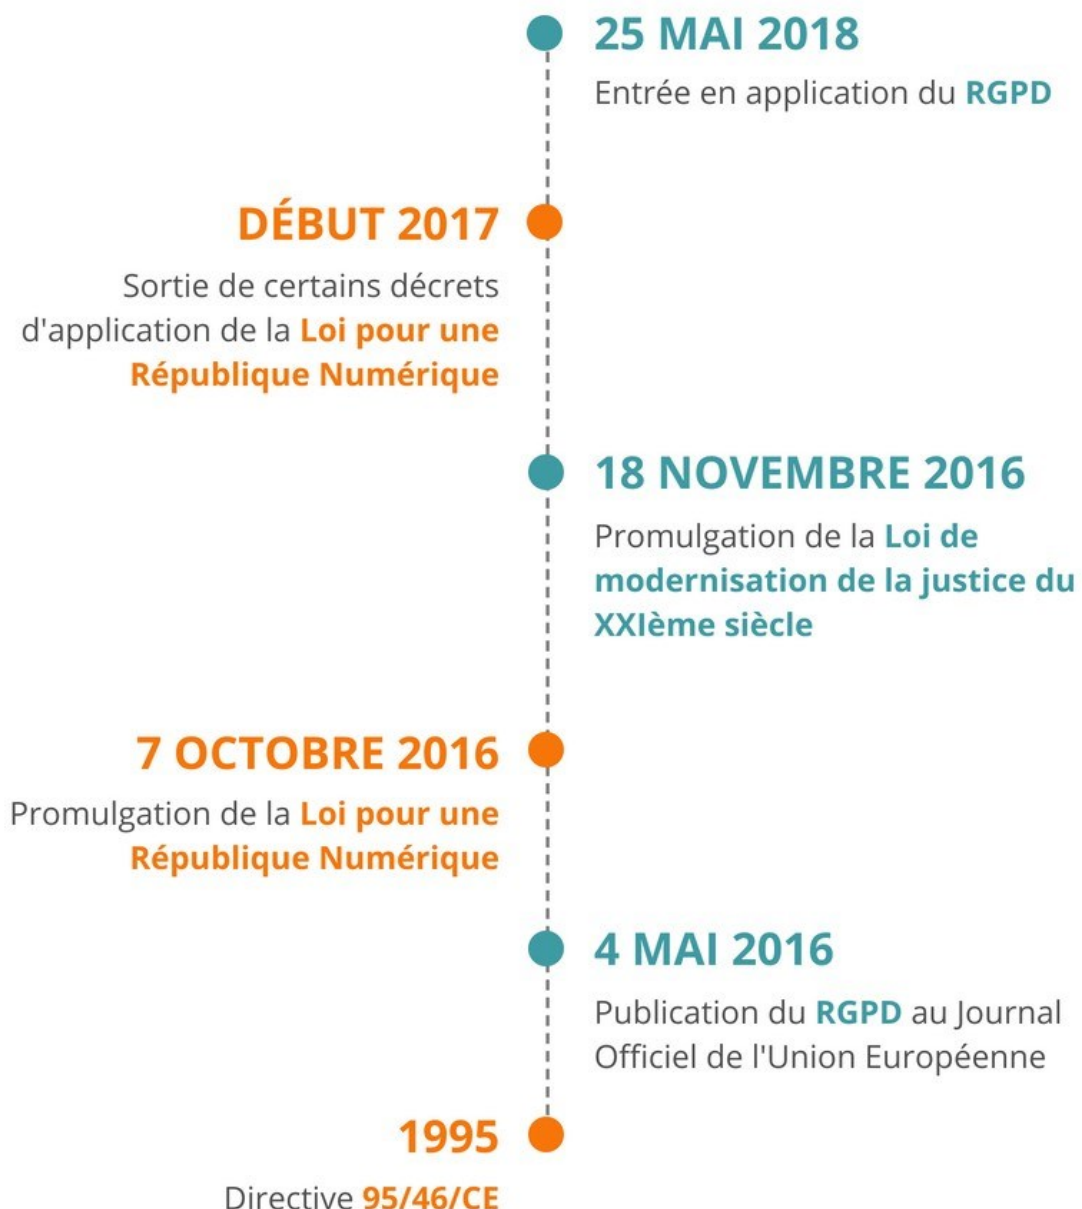 25 MAI 2018
Entrée en application du RGPD
DÉBUT 2017
Sortie de certains décrets
d'application de la Loi pour une
République Numérique
18 NOVEMBRE 2016
Promulgation de la Loi de
modernisation de la justice du
XXIème siècle
7 OCTOBRE 2016
Promulgation de la Loi pour une
République Numérique
4 MAI 2016
Publication du RGPD au Journal
Officiel de l'Union Européenne
1995
Directive 95/46/CE